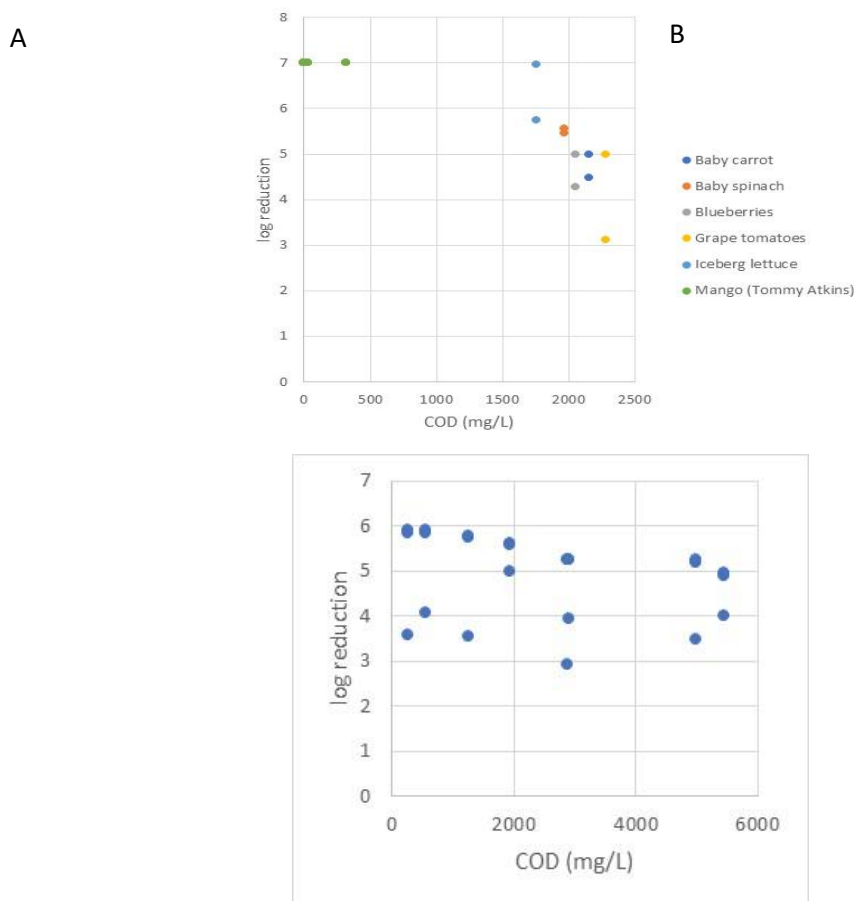 A
B
8
7
6
5
4
3
2
1
0
log reduction
0 500 1000 1500 2000 2500
COD (mg/L)
Baby carrot
Baby spinach
Blueberries
Grape tomatoes
Iceberg lettuce
Mango (Tommy Atkins)
7
6
5
4
3
2
1
0
log reduction
0 2000 4000 6000
COD (mg/L)